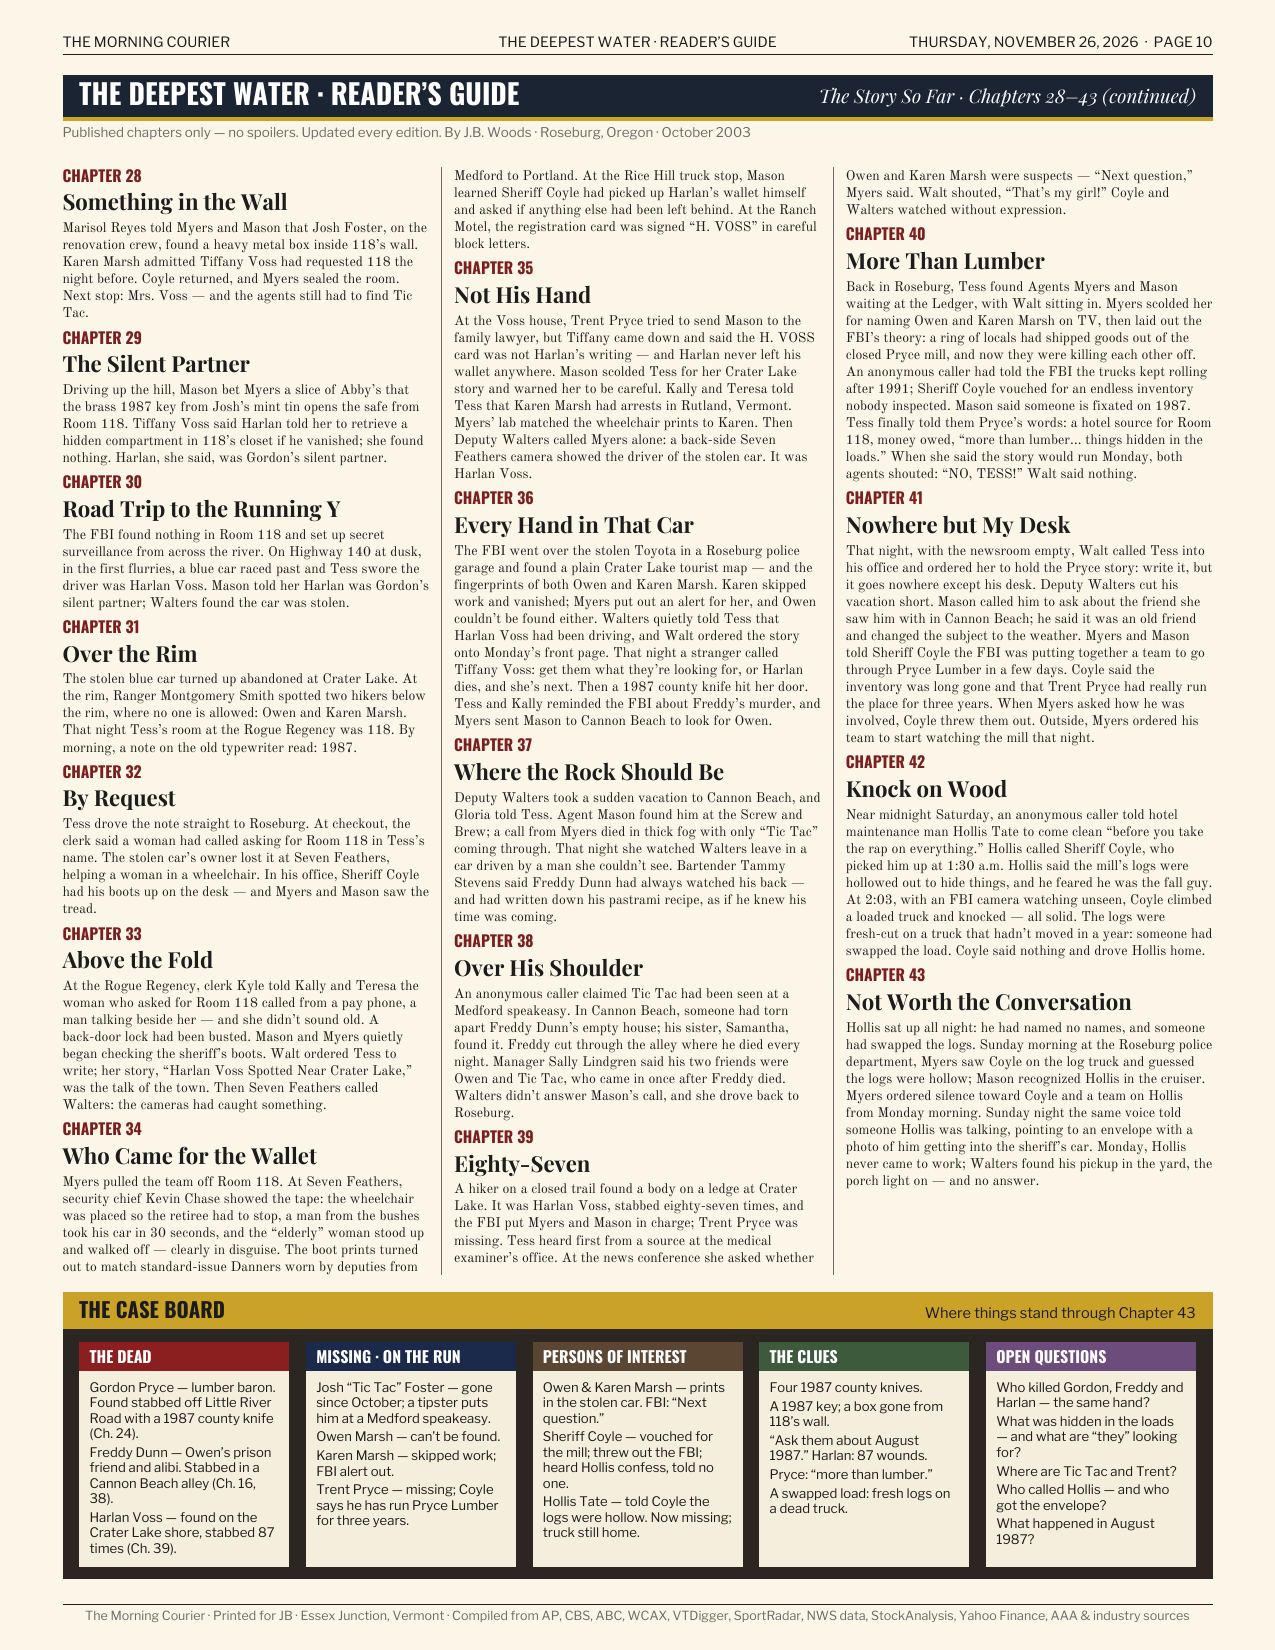 THE MORNING COURIER
THE DEEPEST WATER · READER’S GUIDE
THURSDAY, NOVEMBER 26, 2026 · PAGE 10
THE DEEPEST WATER · READER’S GUIDE
The Story So Far · Chapters 28–43 (continued)
Published chapters only — no spoilers. Updated every edition. By J.B. Woods · Roseburg, Oregon · October 2003
CHAPTER 28
Something in the Wall
Marisol Reyes told Myers and Mason that Josh Foster, on the
renovation crew, found a heavy metal box inside 118’s wall.
Karen Marsh admitted Tiffany Voss had requested 118 the
night before. Coyle returned, and Myers sealed the room.
Next stop: Mrs. Voss — and the agents still had to find Tic
Tac.
CHAPTER 29
The Silent Partner
Driving up the hill, Mason bet Myers a slice of Abby’s that
the brass 1987 key from Josh’s mint tin opens the safe from
Room 118. Tiffany Voss said Harlan told her to retrieve a
hidden compartment in 118’s closet if he vanished; she found
nothing. Harlan, she said, was Gordon’s silent partner.
CHAPTER 30
Road Trip to the Running Y
The FBI found nothing in Room 118 and set up secret
surveillance from across the river. On Highway 140 at dusk,
in the first flurries, a blue car raced past and Tess swore the
driver was Harlan Voss. Mason told her Harlan was Gordon’s
silent partner; Walters found the car was stolen.
CHAPTER 31
Over the Rim
The stolen blue car turned up abandoned at Crater Lake. At
the rim, Ranger Montgomery Smith spotted two hikers below
the rim, where no one is allowed: Owen and Karen Marsh.
That night Tess’s room at the Rogue Regency was 118. By
morning, a note on the old typewriter read: 1987.
CHAPTER 32
By Request
Tess drove the note straight to Roseburg. At checkout, the
clerk said a woman had called asking for Room 118 in Tess’s
name. The stolen car’s owner lost it at Seven Feathers,
helping a woman in a wheelchair. In his office, Sheriff Coyle
had his boots up on the desk — and Myers and Mason saw the
tread.
CHAPTER 33
Above the Fold
At the Rogue Regency, clerk Kyle told Kally and Teresa the
woman who asked for Room 118 called from a pay phone, a
man talking beside her — and she didn’t sound old. A
back-door lock had been busted. Mason and Myers quietly
began checking the sheriff’s boots. Walt ordered Tess to
write; her story, “Harlan Voss Spotted Near Crater Lake,”
was the talk of the town. Then Seven Feathers called
Walters: the cameras had caught something.
CHAPTER 34
Who Came for the Wallet
Myers pulled the team off Room 118. At Seven Feathers,
security chief Kevin Chase showed the tape: the wheelchair
was placed so the retiree had to stop, a man from the bushes
took his car in 30 seconds, and the “elderly” woman stood up
and walked off — clearly in disguise. The boot prints turned
out to match standard-issue Danners worn by deputies from
Medford to Portland. At the Rice Hill truck stop, Mason
learned Sheriff Coyle had picked up Harlan’s wallet himself
and asked if anything else had been left behind. At the Ranch
Motel, the registration card was signed “H. VOSS” in careful
block letters.
CHAPTER 35
Not His Hand
At the Voss house, Trent Pryce tried to send Mason to the
family lawyer, but Tiffany came down and said the H. VOSS
card was not Harlan’s writing — and Harlan never left his
wallet anywhere. Mason scolded Tess for her Crater Lake
story and warned her to be careful. Kally and Teresa told
Tess that Karen Marsh had arrests in Rutland, Vermont.
Myers’ lab matched the wheelchair prints to Karen. Then
Deputy Walters called Myers alone: a back-side Seven
Feathers camera showed the driver of the stolen car. It was
Harlan Voss.
CHAPTER 36
Every Hand in That Car
The FBI went over the stolen Toyota in a Roseburg police
garage and found a plain Crater Lake tourist map — and the
fingerprints of both Owen and Karen Marsh. Karen skipped
work and vanished; Myers put out an alert for her, and Owen
couldn’t be found either. Walters quietly told Tess that
Harlan Voss had been driving, and Walt ordered the story
onto Monday’s front page. That night a stranger called
Tiffany Voss: get them what they’re looking for, or Harlan
dies, and she’s next. Then a 1987 county knife hit her door.
Tess and Kally reminded the FBI about Freddy’s murder, and
Myers sent Mason to Cannon Beach to look for Owen.
CHAPTER 37
Where the Rock Should Be
Deputy Walters took a sudden vacation to Cannon Beach, and
Gloria told Tess. Agent Mason found him at the Screw and
Brew; a call from Myers died in thick fog with only “Tic Tac”
coming through. That night she watched Walters leave in a
car driven by a man she couldn’t see. Bartender Tammy
Stevens said Freddy Dunn had always watched his back —
and had written down his pastrami recipe, as if he knew his
time was coming.
CHAPTER 38
Over His Shoulder
An anonymous caller claimed Tic Tac had been seen at a
Medford speakeasy. In Cannon Beach, someone had torn
apart Freddy Dunn’s empty house; his sister, Samantha,
found it. Freddy cut through the alley where he died every
night. Manager Sally Lindgren said his two friends were
Owen and Tic Tac, who came in once after Freddy died.
Walters didn’t answer Mason’s call, and she drove back to
Roseburg.
CHAPTER 39
Eighty-Seven
A hiker on a closed trail found a body on a ledge at Crater
Lake. It was Harlan Voss, stabbed eighty-seven times, and
the FBI put Myers and Mason in charge; Trent Pryce was
missing. Tess heard first from a source at the medical
examiner’s office. At the news conference she asked whether
Owen and Karen Marsh were suspects — “Next question,”
Myers said. Walt shouted, “That’s my girl!” Coyle and
Walters watched without expression.
CHAPTER 40
More Than Lumber
Back in Roseburg, Tess found Agents Myers and Mason
waiting at the Ledger, with Walt sitting in. Myers scolded her
for naming Owen and Karen Marsh on TV, then laid out the
FBI’s theory: a ring of locals had shipped goods out of the
closed Pryce mill, and now they were killing each other off.
An anonymous caller had told the FBI the trucks kept rolling
after 1991; Sheriff Coyle vouched for an endless inventory
nobody inspected. Mason said someone is fixated on 1987.
Tess finally told them Pryce’s words: a hotel source for Room
118, money owed, “more than lumber... things hidden in the
loads.” When she said the story would run Monday, both
agents shouted: “NO, TESS!” Walt said nothing.
CHAPTER 41
Nowhere but My Desk
That night, with the newsroom empty, Walt called Tess into
his office and ordered her to hold the Pryce story: write it, but
it goes nowhere except his desk. Deputy Walters cut his
vacation short. Mason called him to ask about the friend she
saw him with in Cannon Beach; he said it was an old friend
and changed the subject to the weather. Myers and Mason
told Sheriff Coyle the FBI was putting together a team to go
through Pryce Lumber in a few days. Coyle said the
inventory was long gone and that Trent Pryce had really run
the place for three years. When Myers asked how he was
involved, Coyle threw them out. Outside, Myers ordered his
team to start watching the mill that night.
CHAPTER 42
Knock on Wood
Near midnight Saturday, an anonymous caller told hotel
maintenance man Hollis Tate to come clean “before you take
the rap on everything.” Hollis called Sheriff Coyle, who
picked him up at 1:30 a.m. Hollis said the mill’s logs were
hollowed out to hide things, and he feared he was the fall guy.
At 2:03, with an FBI camera watching unseen, Coyle climbed
a loaded truck and knocked — all solid. The logs were
fresh-cut on a truck that hadn’t moved in a year: someone had
swapped the load. Coyle said nothing and drove Hollis home.
CHAPTER 43
Not Worth the Conversation
Hollis sat up all night: he had named no names, and someone
had swapped the logs. Sunday morning at the Roseburg police
department, Myers saw Coyle on the log truck and guessed
the logs were hollow; Mason recognized Hollis in the cruiser.
Myers ordered silence toward Coyle and a team on Hollis
from Monday morning. Sunday night the same voice told
someone Hollis was talking, pointing to an envelope with a
photo of him getting into the sheriff’s car. Monday, Hollis
never came to work; Walters found his pickup in the yard, the
porch light on — and no answer.
THE CASE BOARD
Where things stand through Chapter 43
THE DEAD
Gordon Pryce — lumber baron.
Found stabbed off Little River
Road with a 1987 county knife
(Ch. 24).
Freddy Dunn — Owen’s prison
friend and alibi. Stabbed in a
Cannon Beach alley (Ch. 16,
38).
Harlan Voss — found on the
Crater Lake shore, stabbed 87
times (Ch. 39).
MISSING · ON THE RUN
Josh “Tic Tac” Foster — gone
since October; a tipster puts
him at a Medford speakeasy.
Owen Marsh — can’t be found.
Karen Marsh — skipped work;
FBI alert out.
Trent Pryce — missing; Coyle
says he has run Pryce Lumber
for three years.
PERSONS OF INTEREST
Owen & Karen Marsh — prints
in the stolen car. FBI: “Next
question.”
Sheriff Coyle — vouched for
the mill; threw out the FBI;
heard Hollis confess, told no
one.
Hollis Tate — told Coyle the
logs were hollow. Now missing;
truck still home.
THE CLUES
Four 1987 county knives.
A 1987 key; a box gone from
118’s wall.
“Ask them about August
1987.” Harlan: 87 wounds.
Pryce: “more than lumber.”
A swapped load: fresh logs on
a dead truck.
OPEN QUESTIONS
Who killed Gordon, Freddy and
Harlan — the same hand?
What was hidden in the loads
— and what are “they” looking
for?
Where are Tic Tac and Trent?
Who called Hollis — and who
got the envelope?
What happened in August
1987?
The Morning Courier · Printed for JB · Essex Junction, Vermont · Compiled from AP, CBS, ABC, WCAX, VTDigger, SportRadar, NWS data, StockAnalysis, Yahoo Finance, AAA & industry sources